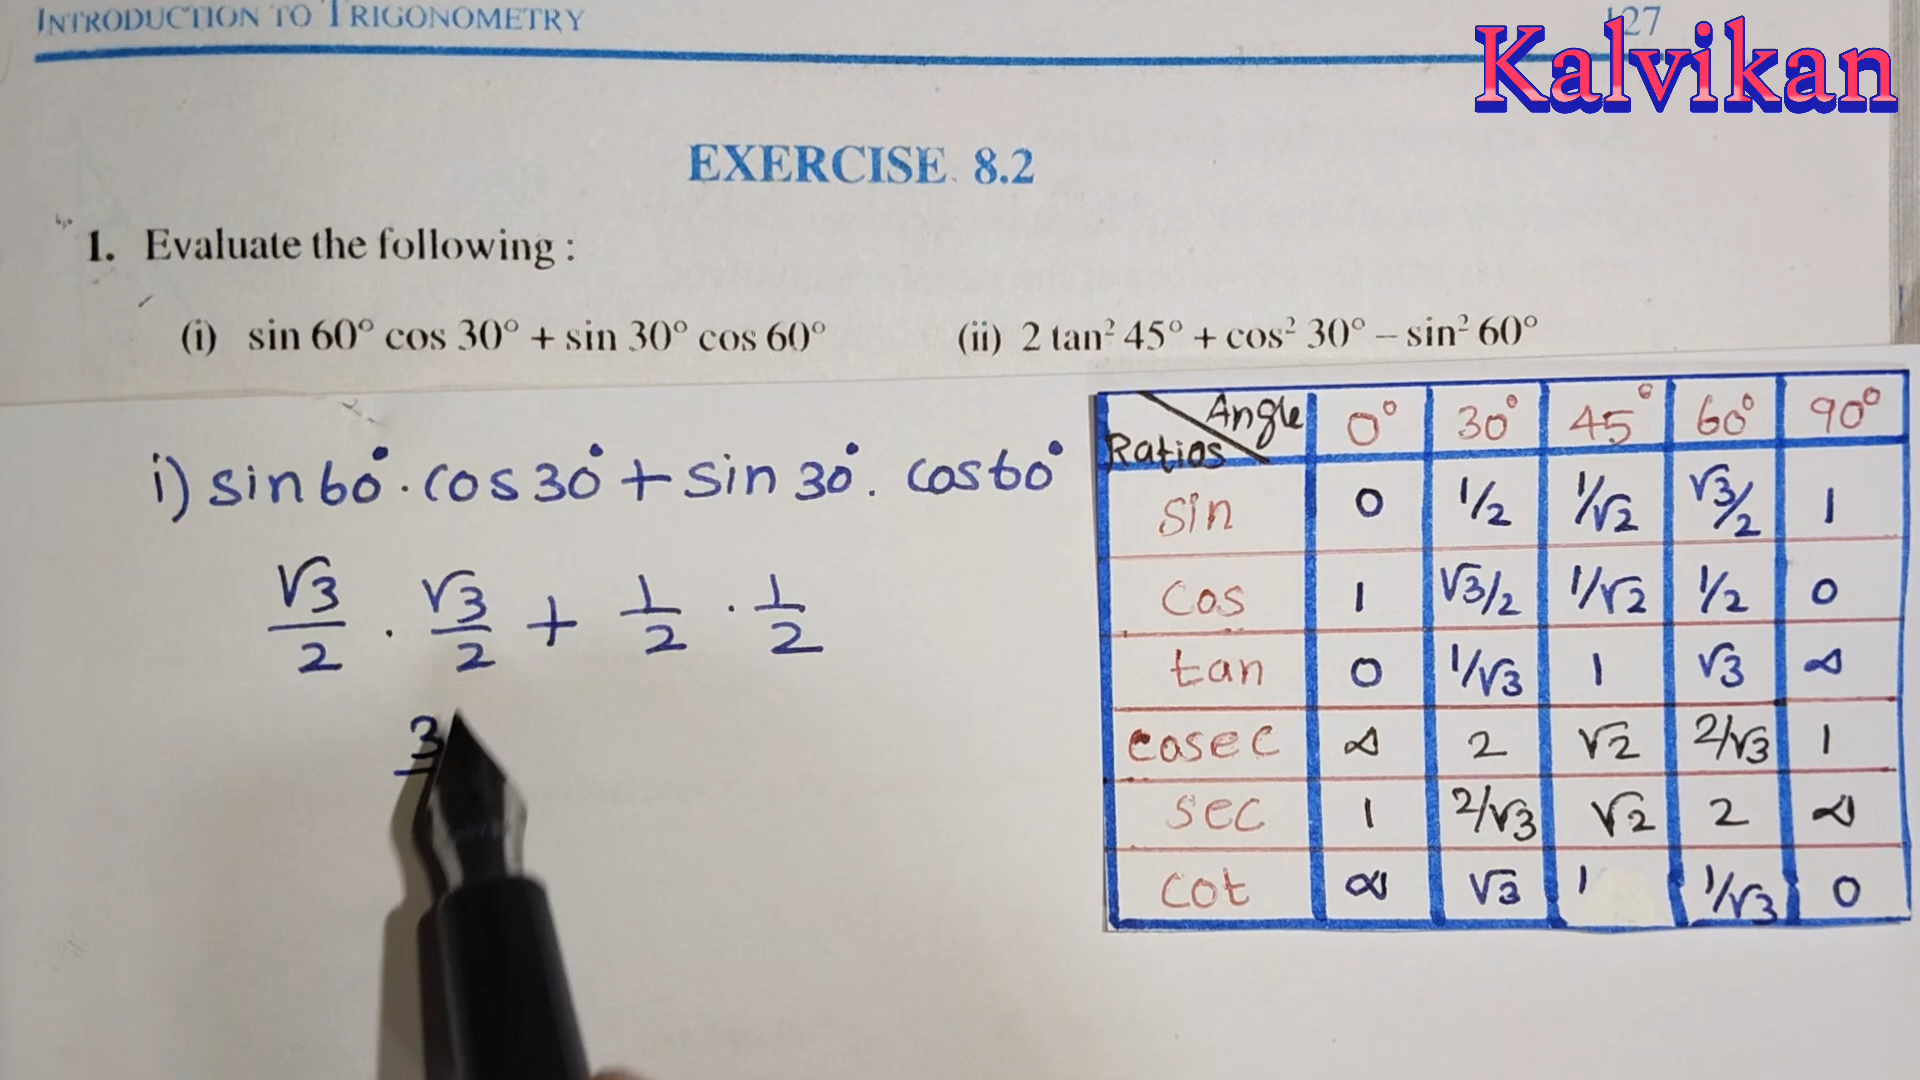 INTRODUCTION TO TRIGONOMETRY 127
Kalvikan
EXERCISE 8.2
1. Evaluate the following :
(i) sin 60° cos 30° + sin 30° cos 60° (ii) 2 tan² 45° + cos² 30° – sin² 60°
i) sin 60° . cos 30° + sin 30° . cos 60°
√3/2 . √3/2 + 1/2 . 1/2
3
Angle Ratios 0° 30° 45° 60° 90°
sin 0 1/2 1/√2 √3/2 1
cos 1 √3/2 1/√2 1/2 0
tan 0 1/√3 1 √3 ∞
cosec ∞ 2 √2 2/√3 1
sec 1 2/√3 √2 2 ∞
cot ∞ √3 1 1/√3 0